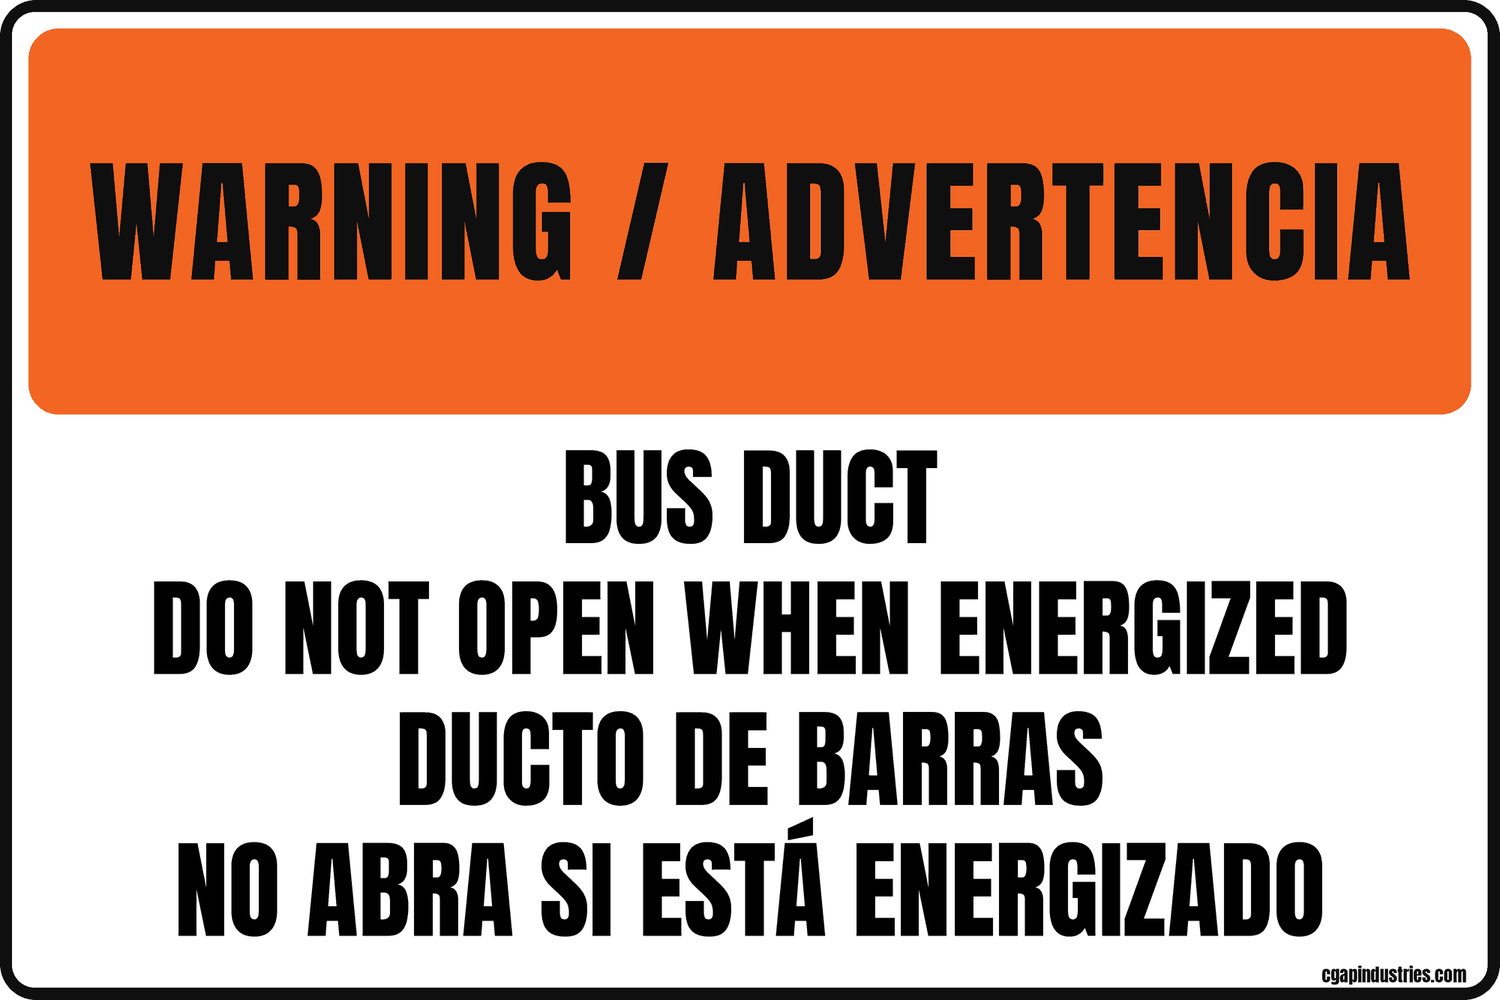 WARNING / ADVERTENCIA
BUS DUCT
DO NOT OPEN WHEN ENERGIZED
DUCTO DE BARRAS
NO ABRA SI ESTÁ ENERGIZADO
cgapindustries.com